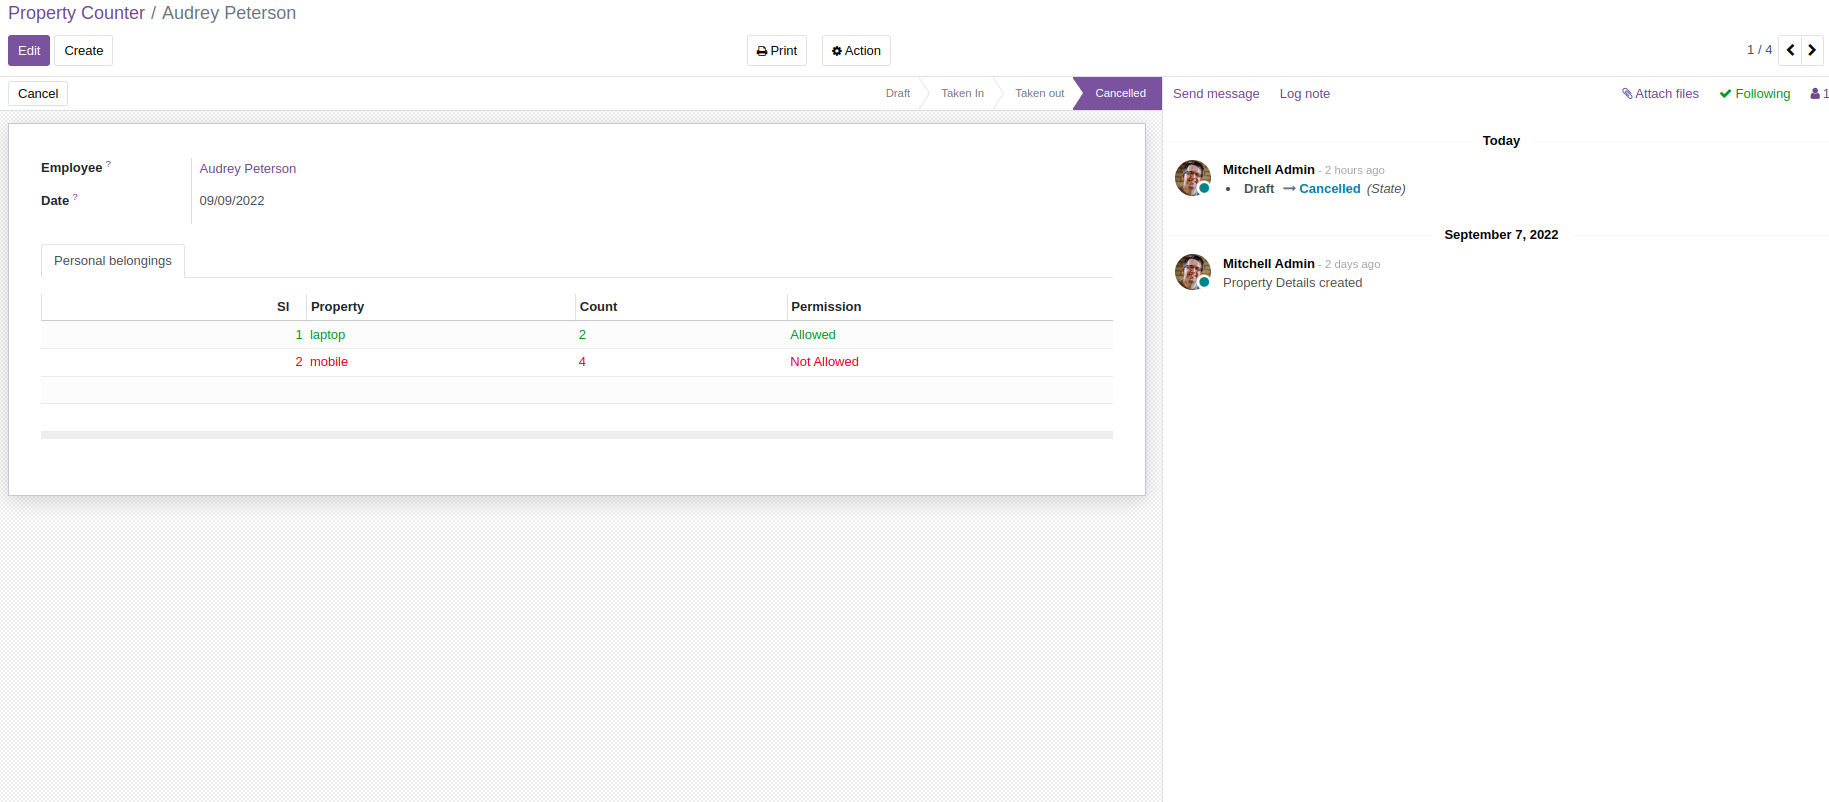 Property Counter / Audrey Peterson
Edit Create Print Action 1 / 4
Cancel Draft Taken In Taken out Cancelled Send message Log note Attach files Following 1
Today
Employee ? Audrey Peterson
Mitchell Admin - 2 hours ago
• Draft → Cancelled (State)
Date ? 09/09/2022
September 7, 2022
Personal belongings
Mitchell Admin - 2 days ago
Property Details created
Sl Property Count Permission
1 laptop 2 Allowed
2 mobile 4 Not Allowed